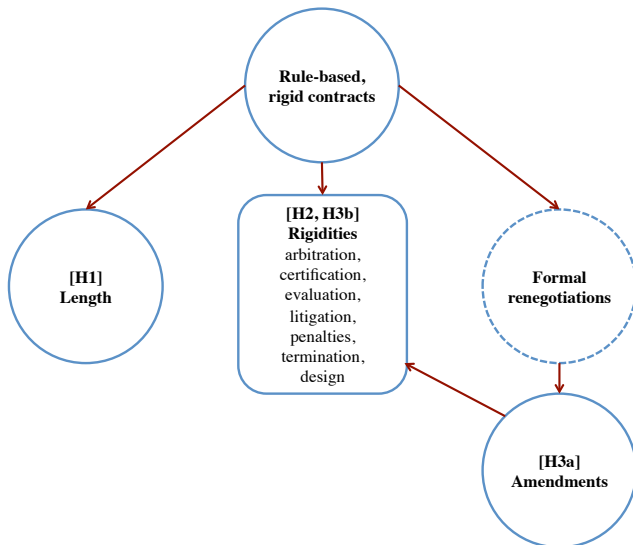 Rule-based,
rigid contracts
[H2, H3b]
Rigidities
arbitration,
certification,
evaluation,
litigation,
penalties,
termination,
design
[H1]
Length
Formal
renegotiations
[H3a]
Amendments